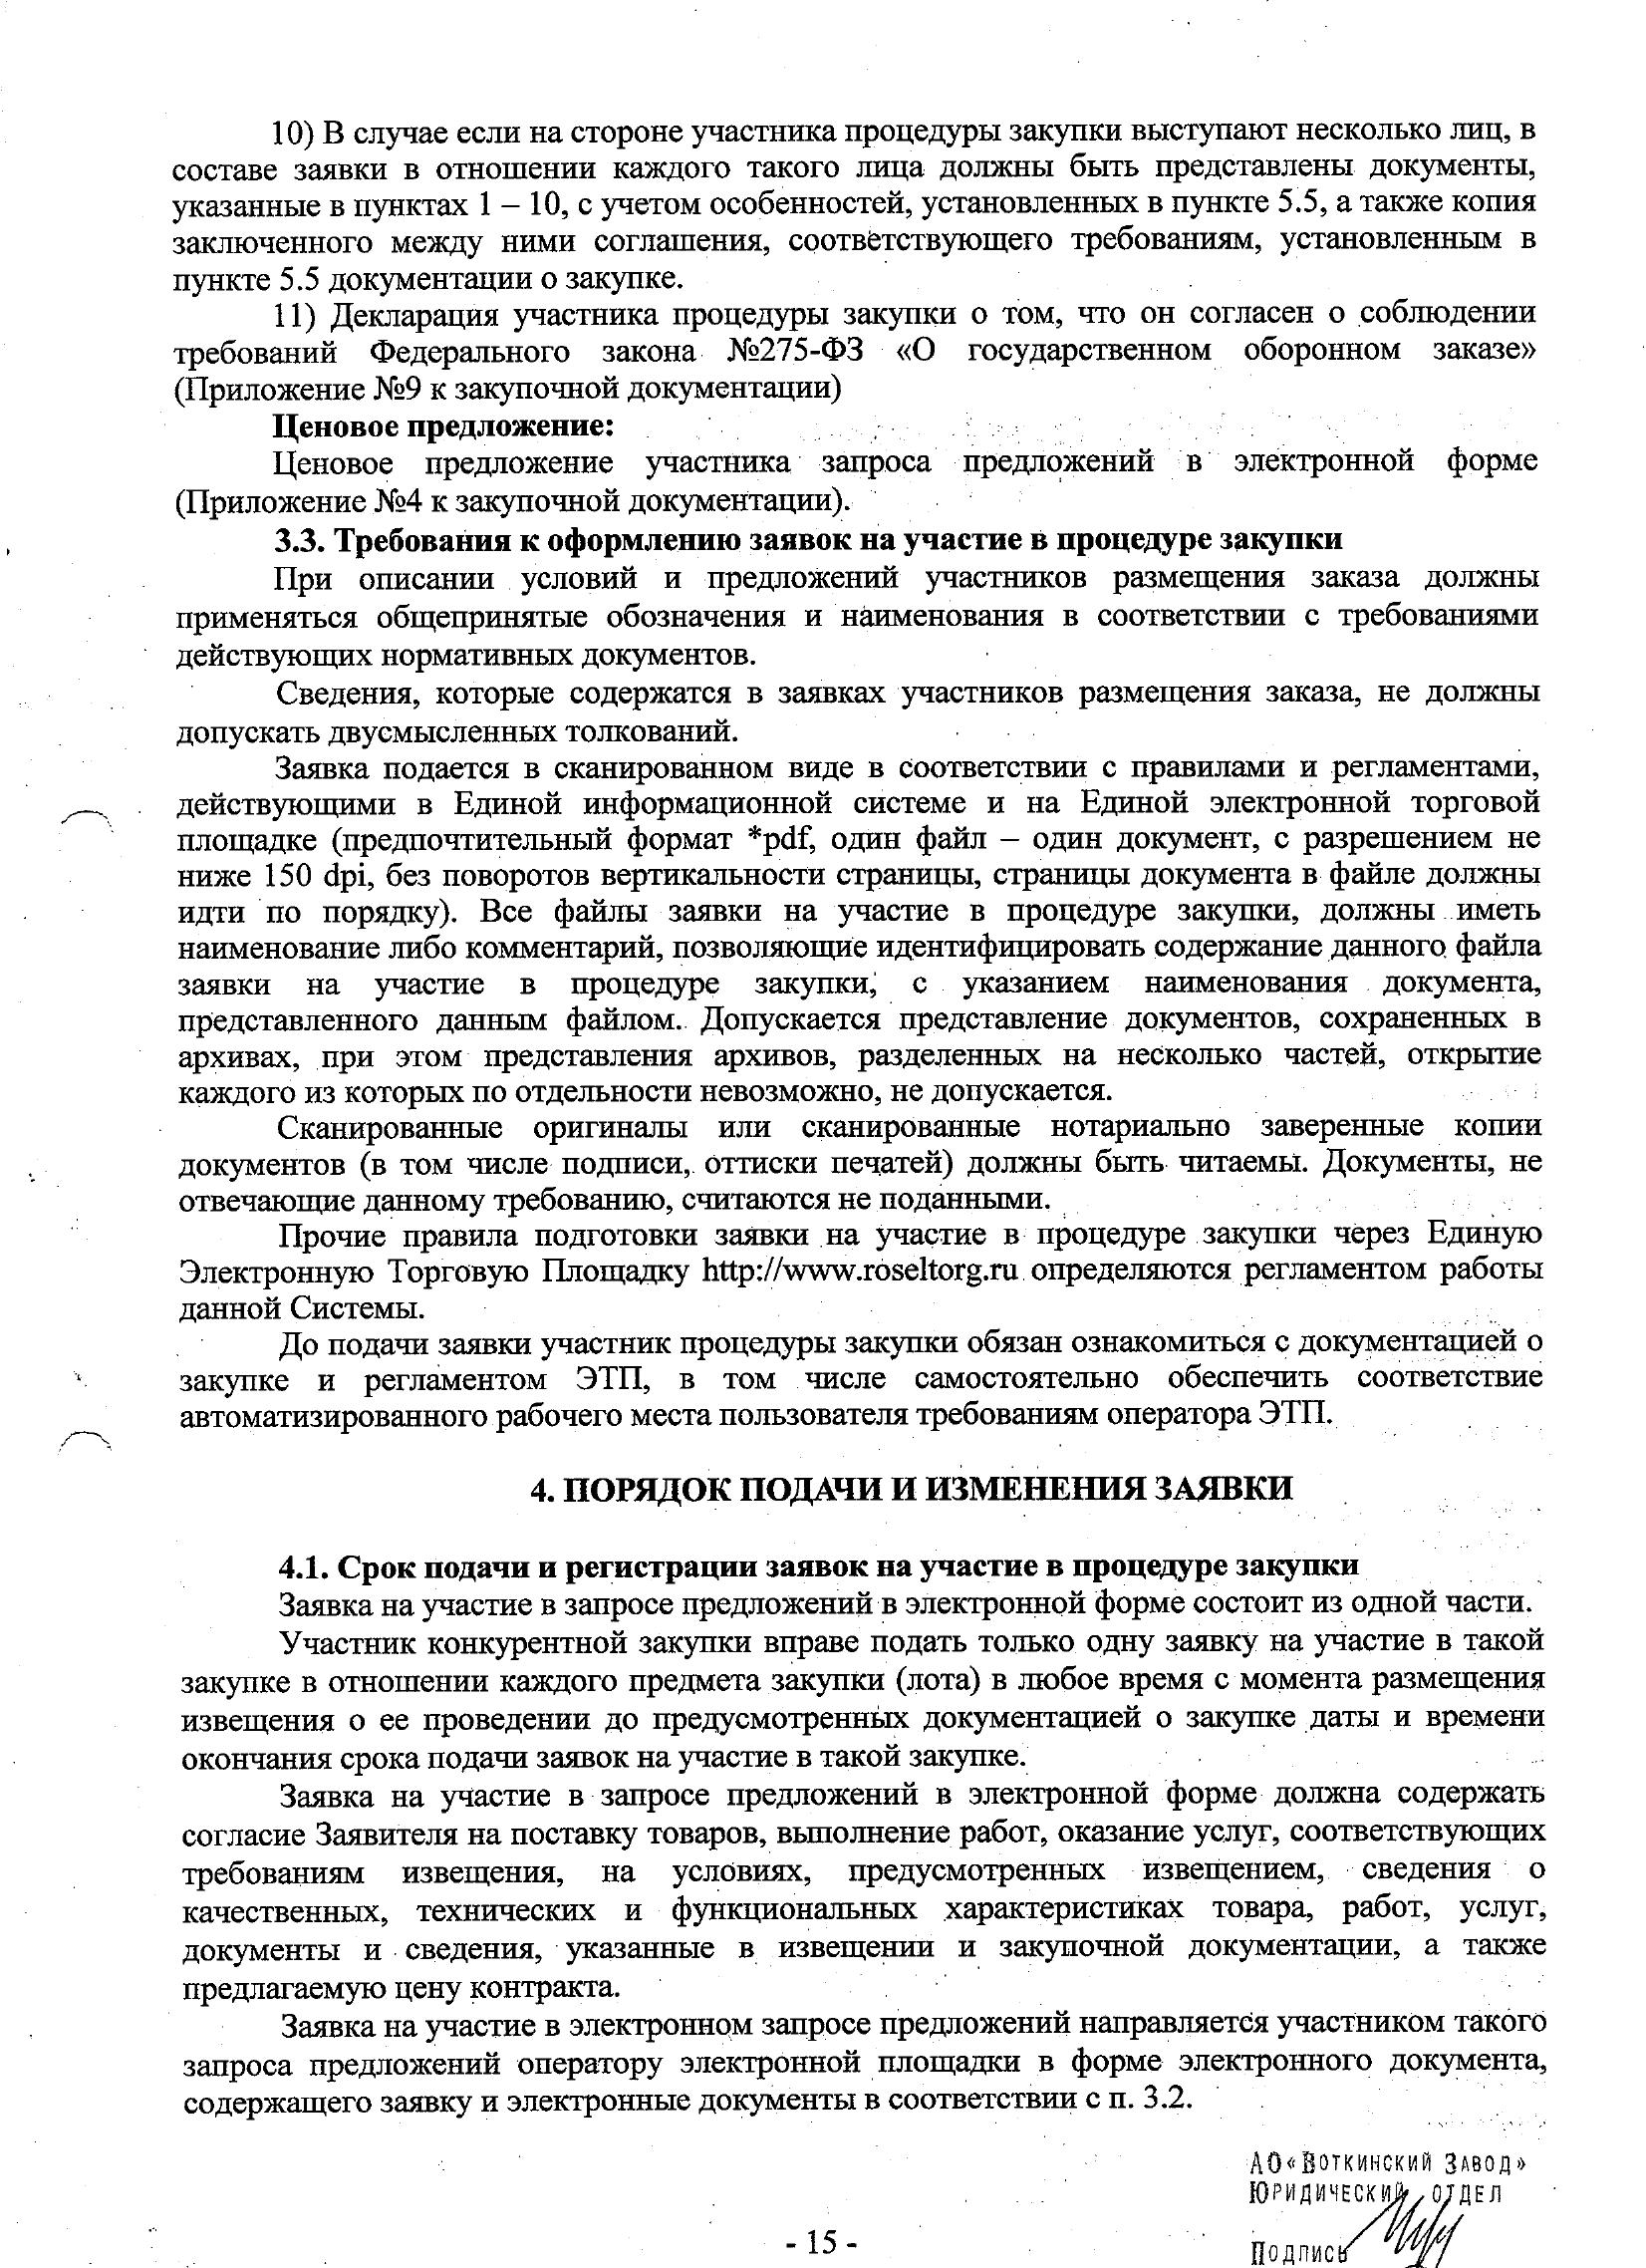 10) В случае если на стороне участника процедуры закупки выступают несколько лиц, в
составе заявки в отношении каждого такого лица должны быть представлены документы,
указанные в пунктах 1 – 10, с учетом особенностей, установленных в пункте 5.5, а также копия
заключенного между ними соглашения, соответствующего требованиям, установленным в
пункте 5.5 документации о закупке.
11) Декларация участника процедуры закупки о том, что он согласен о соблюдении
требований Федерального закона №275-ФЗ «О государственном оборонном заказе»
(Приложение №9 к закупочной документации)
Ценовое предложение:
Ценовое предложение участника запроса предложений в электронной форме
(Приложение №4 к закупочной документации).
3.3. Требования к оформлению заявок на участие в процедуре закупки
При описании условий и предложений участников размещения заказа должны
применяться общепринятые обозначения и наименования в соответствии с требованиями
действующих нормативных документов.
Сведения, которые содержатся в заявках участников размещения заказа, не должны
допускать двусмысленных толкований.
Заявка подается в сканированном виде в соответствии с правилами и регламентами,
действующими в Единой информационной системе и на Единой электронной торговой
площадке (предпочтительный формат *pdf, один файл – один документ, с разрешением не
ниже 150 dpi, без поворотов вертикальности страницы, страницы документа в файле должны
идти по порядку). Все файлы заявки на участие в процедуре закупки, должны иметь
наименование либо комментарий, позволяющие идентифицировать содержание данного файла
заявки на участие в процедуре закупки, с указанием наименования документа,
представленного данным файлом. Допускается представление документов, сохраненных в
архивах, при этом представления архивов, разделенных на несколько частей, открытие
каждого из которых по отдельности невозможно, не допускается.
Сканированные оригиналы или сканированные нотариально заверенные копии
документов (в том числе подписи, оттиски печатей) должны быть читаемы. Документы, не
отвечающие данному требованию, считаются не поданными.
Прочие правила подготовки заявки на участие в процедуре закупки через Единую
Электронную Торговую Площадку http://www.roseltorg.ru определяются регламентом работы
данной Системы.
До подачи заявки участник процедуры закупки обязан ознакомиться с документацией о
закупке и регламентом ЭТП, в том числе самостоятельно обеспечить соответствие
автоматизированного рабочего места пользователя требованиям оператора ЭТП.
4. ПОРЯДОК ПОДАЧИ И ИЗМЕНЕНИЯ ЗАЯВКИ
4.1. Срок подачи и регистрации заявок на участие в процедуре закупки
Заявка на участие в запросе предложений в электронной форме состоит из одной части.
Участник конкурентной закупки вправе подать только одну заявку на участие в такой
закупке в отношении каждого предмета закупки (лота) в любое время с момента размещения
извещения о ее проведении до предусмотренных документацией о закупке даты и времени
окончания срока подачи заявок на участие в такой закупке.
Заявка на участие в запросе предложений в электронной форме должна содержать
согласие Заявителя на поставку товаров, выполнение работ, оказание услуг, соответствующих
требованиям извещения, на условиях, предусмотренных извещением, сведения о
качественных, технических и функциональных характеристиках товара, работ, услуг,
документы и сведения, указанные в извещении и закупочной документации, а также
предлагаемую цену контракта.
Заявка на участие в электронном запросе предложений направляется участником такого
запроса предложений оператору электронной площадки в форме электронного документа,
содержащего заявку и электронные документы в соответствии с п. 3.2.
АО «Воткинский Завод»
Юридический отдел
- 15 -
Подпись